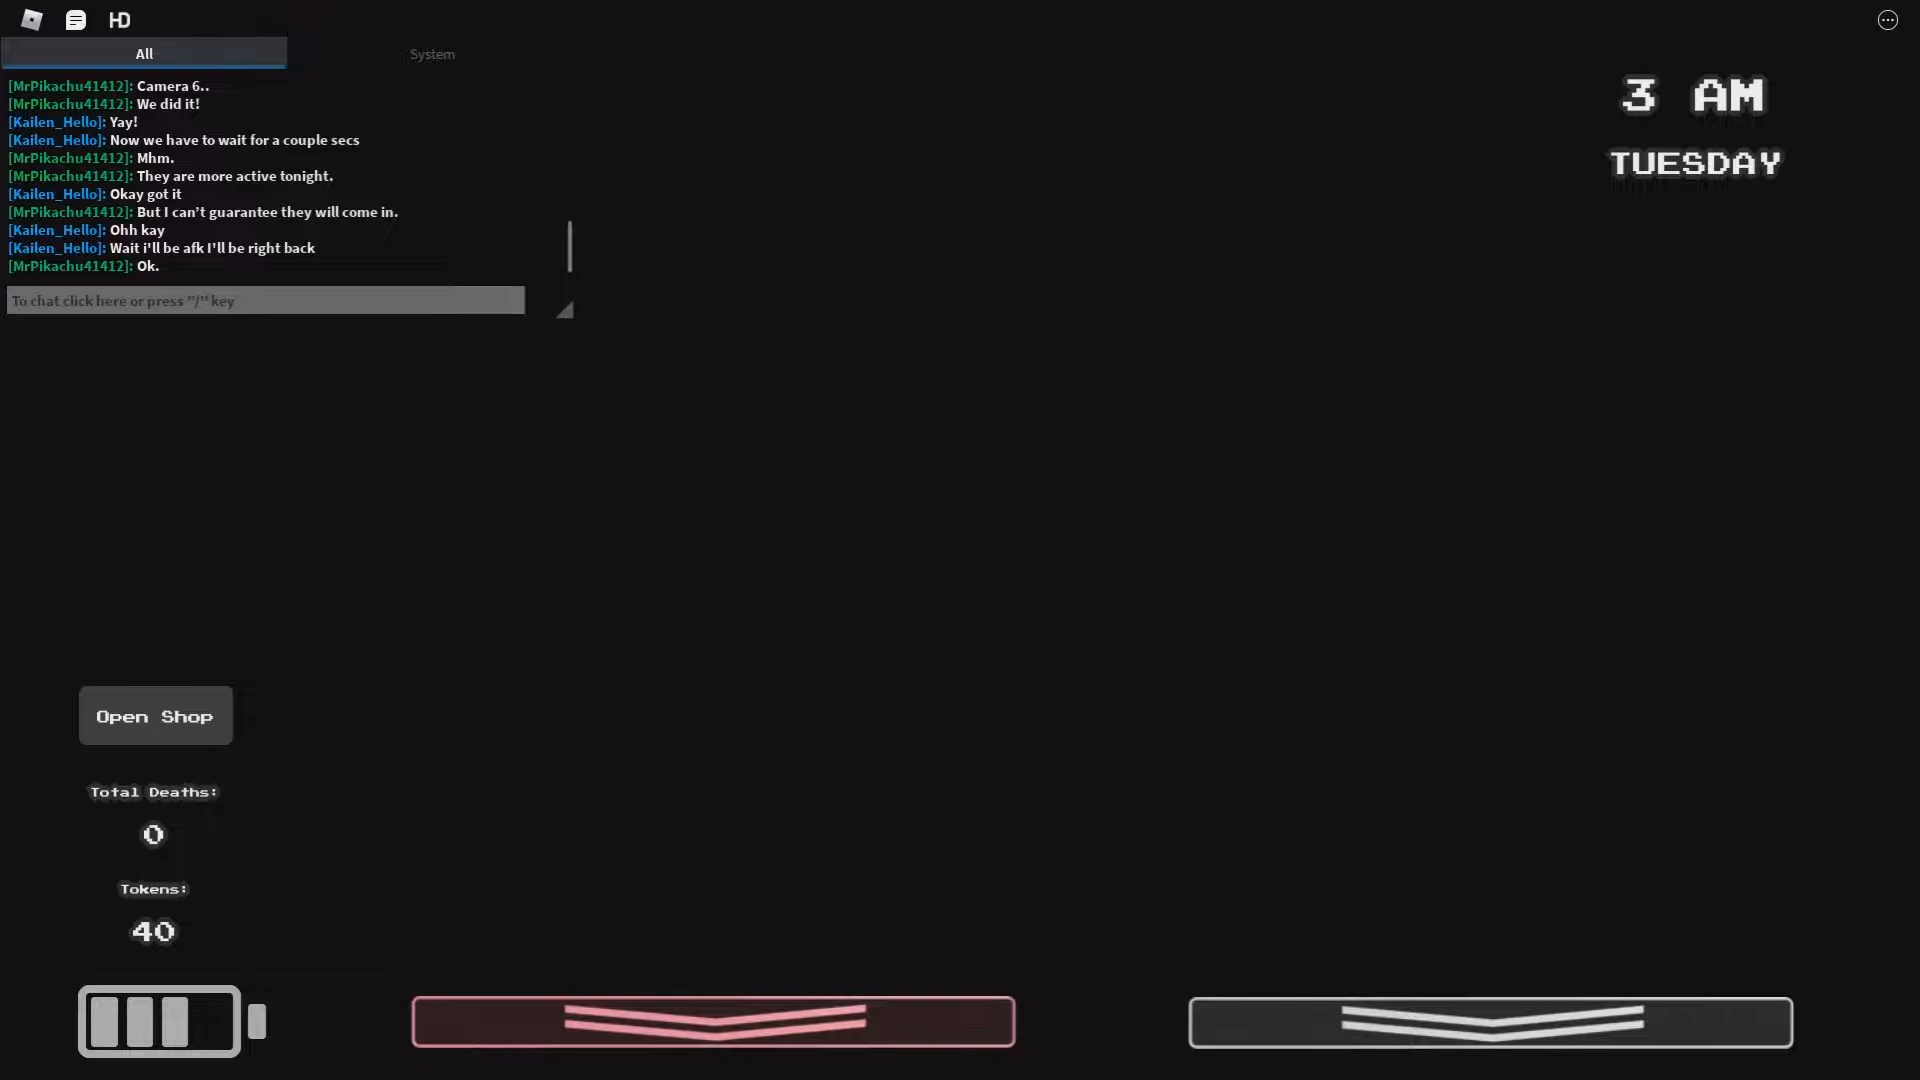 HD
All
System
[MrPikachu41412]: Camera 6..
[MrPikachu41412]: We did it!
[Kailen_Hello]: Yay!
[Kailen_Hello]: Now we have to wait for a couple secs
[MrPikachu41412]: Mhm.
[MrPikachu41412]: They are more active tonight.
[Kailen_Hello]: Okay got it
[MrPikachu41412]: But I can’t guarantee they will come in.
[Kailen_Hello]: Ohh kay
[Kailen_Hello]: Wait i'll be afk I'll be right back
[MrPikachu41412]: Ok.
To chat click here or press "/" key
3 AM
TUESDAY
Open Shop
Total Deaths:
0
Tokens:
40